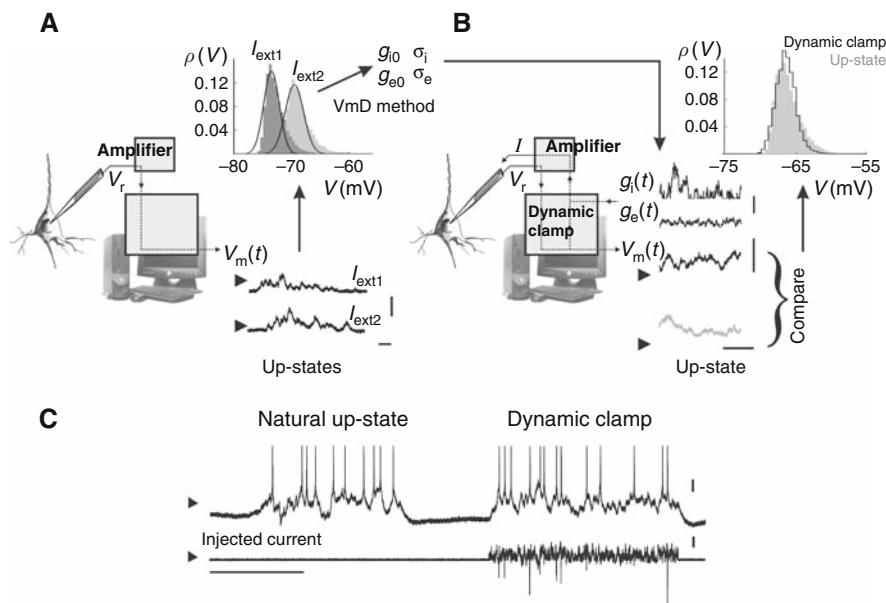 A
ρ(V)
0.12
0.08
0.04
I_ext1
I_ext2
g_i0 σ_i
g_e0 σ_e
VmD method
−80 −70 −60
V(mV)
Amplifier
V_r
V_m(t)
I_ext1
I_ext2
Up-states
B
ρ(V)
0.12
0.08
0.04
Dynamic clamp
Up-state
−75 −65 −55
V(mV)
I
Amplifier
V_r
Dynamic
clamp
g_i(t)
g_e(t)
V_m(t)
Compare
Up-state
C
Natural up-state
Dynamic clamp
Injected current